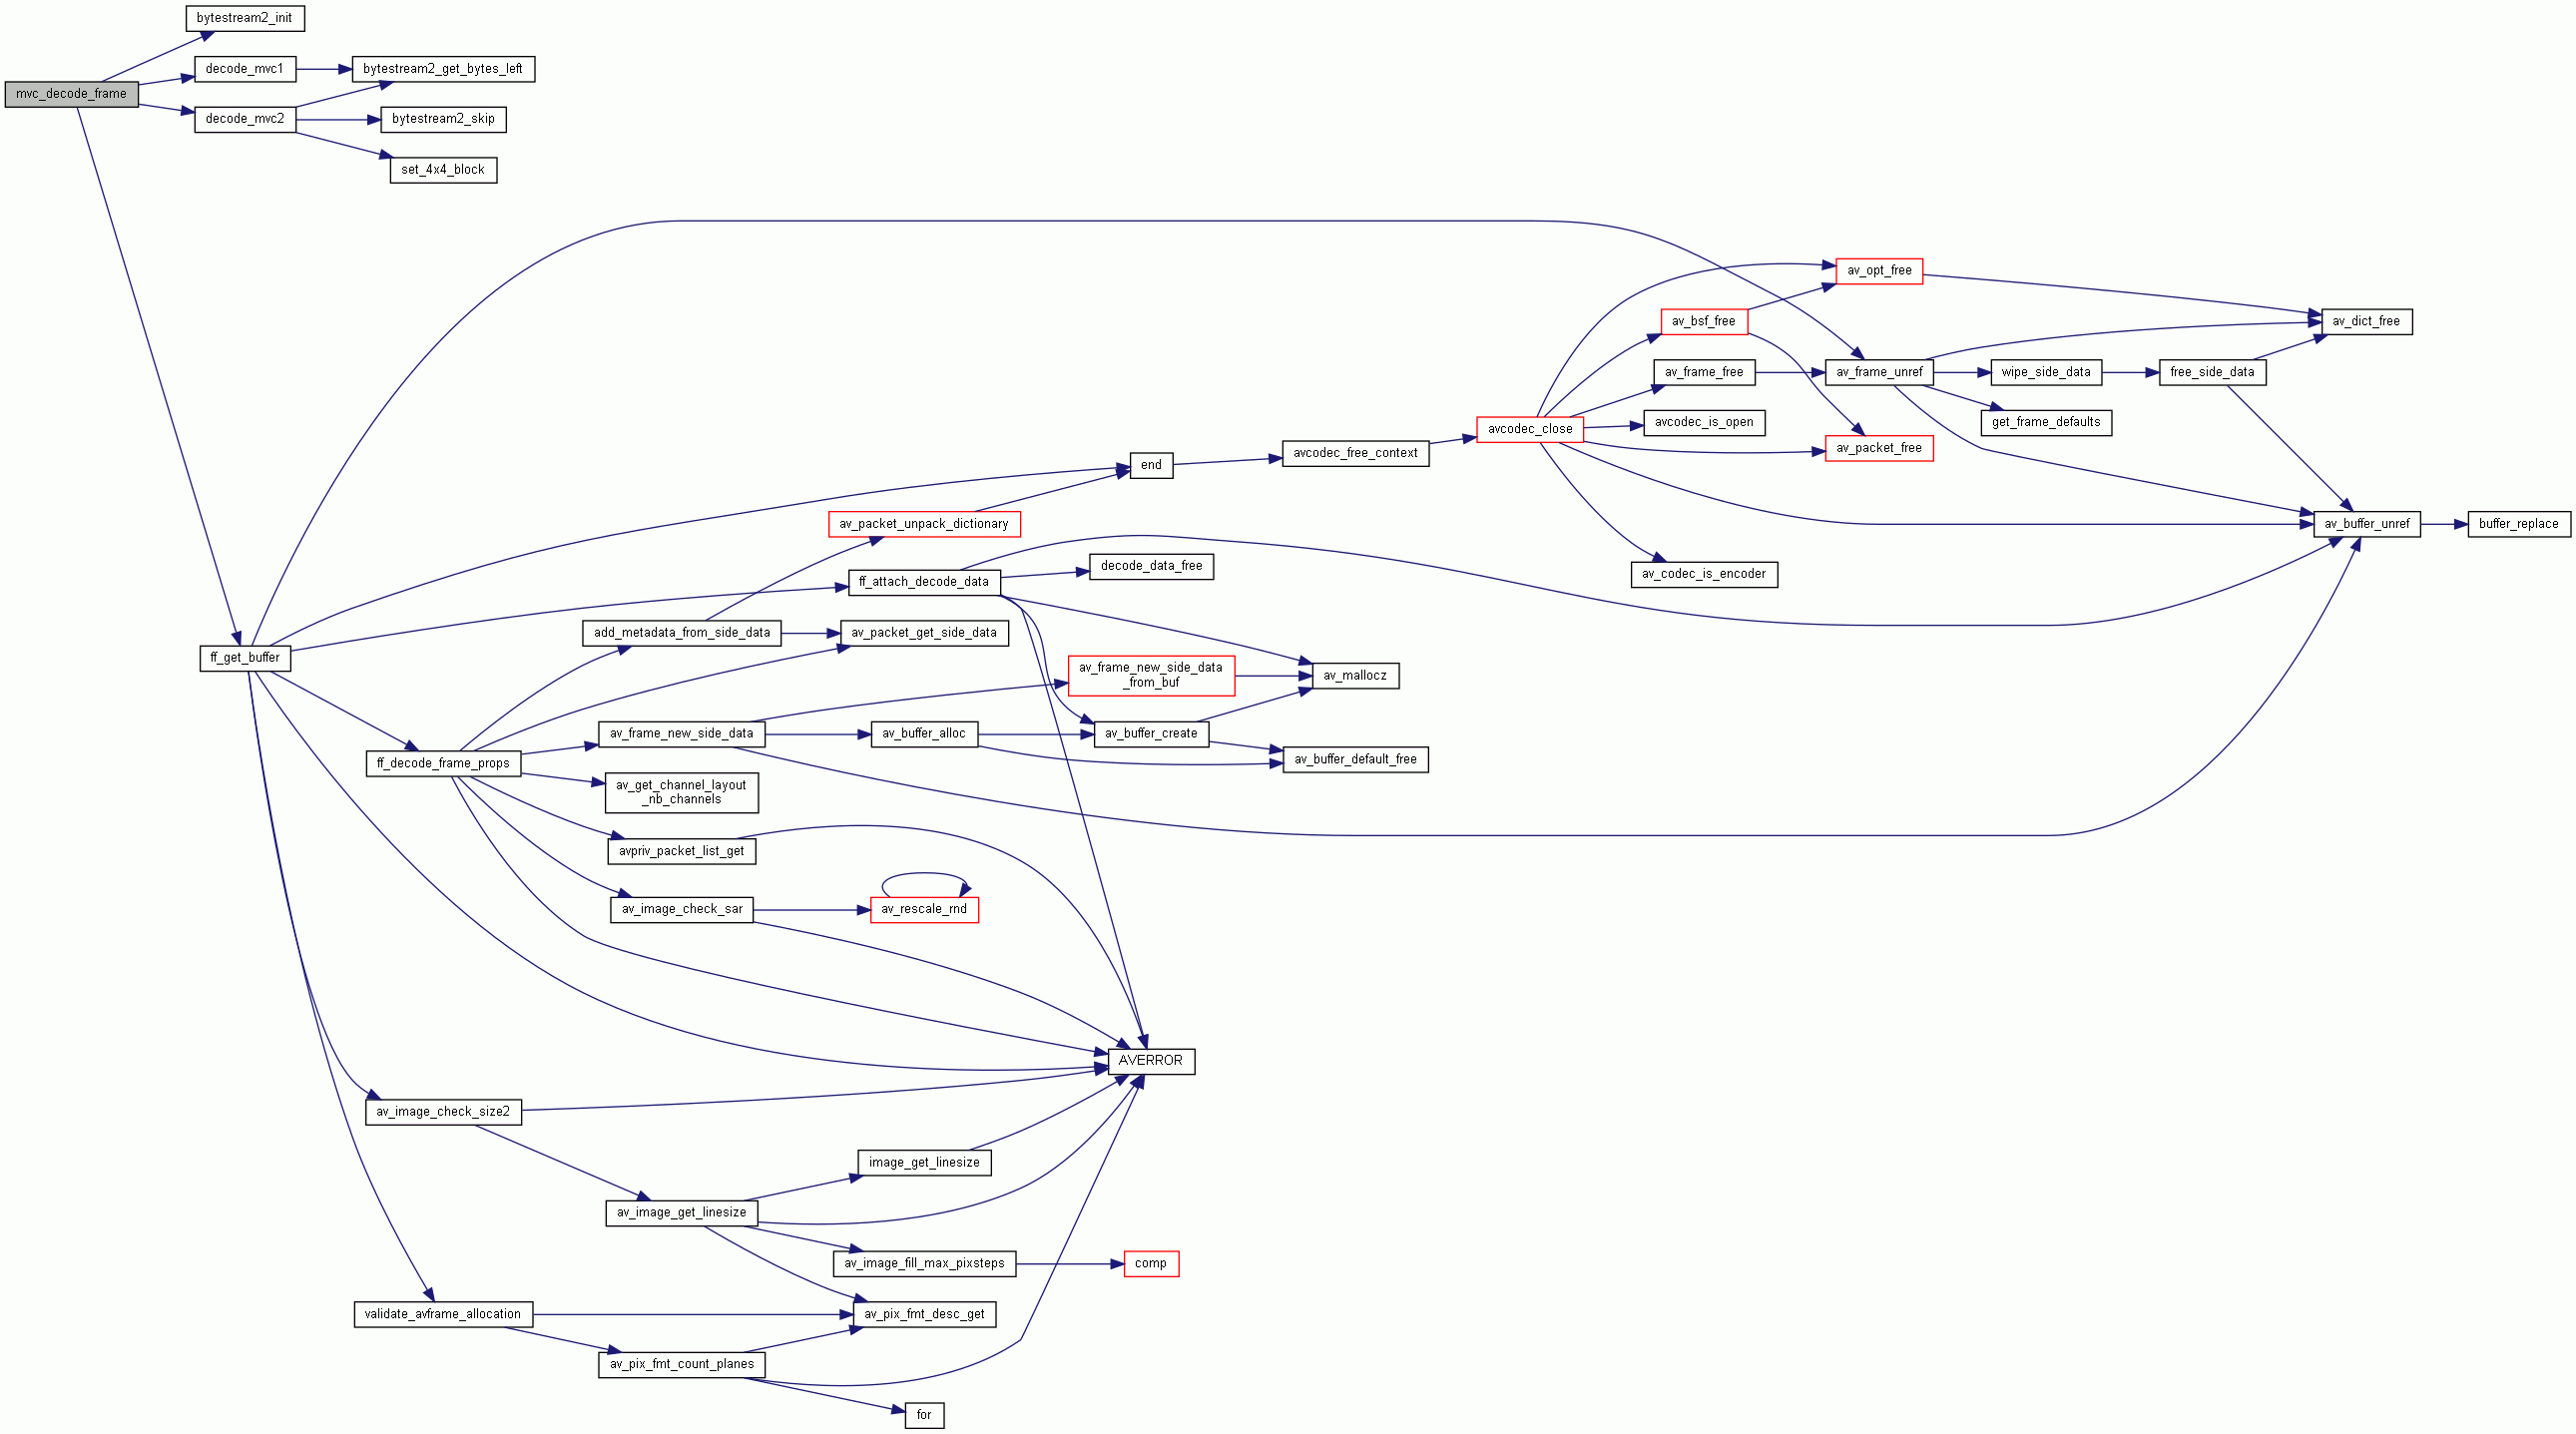 bytestream2_init
decode_mvc1
bytestream2_get_bytes_left
mvc_decode_frame
decode_mvc2
bytestream2_skip
set_4x4_block
av_opt_free
av_bsf_free
av_dict_free
av_frame_free
av_frame_unref
wipe_side_data
free_side_data
avcodec_close
avcodec_is_open
get_frame_defaults
end
avcodec_free_context
av_packet_free
av_packet_unpack_dictionary
av_buffer_unref
buffer_replace
ff_attach_decode_data
decode_data_free
av_codec_is_encoder
add_metadata_from_side_data
av_packet_get_side_data
ff_get_buffer
av_frame_new_side_data
_from_buf
av_mallocz
av_frame_new_side_data
av_buffer_alloc
av_buffer_create
ff_decode_frame_props
av_buffer_default_free
av_get_channel_layout
_nb_channels
avpriv_packet_list_get
av_image_check_sar
av_rescale_rnd
AVERROR
av_image_check_size2
image_get_linesize
av_image_get_linesize
av_image_fill_max_pixsteps
comp
validate_avframe_allocation
av_pix_fmt_desc_get
av_pix_fmt_count_planes
for